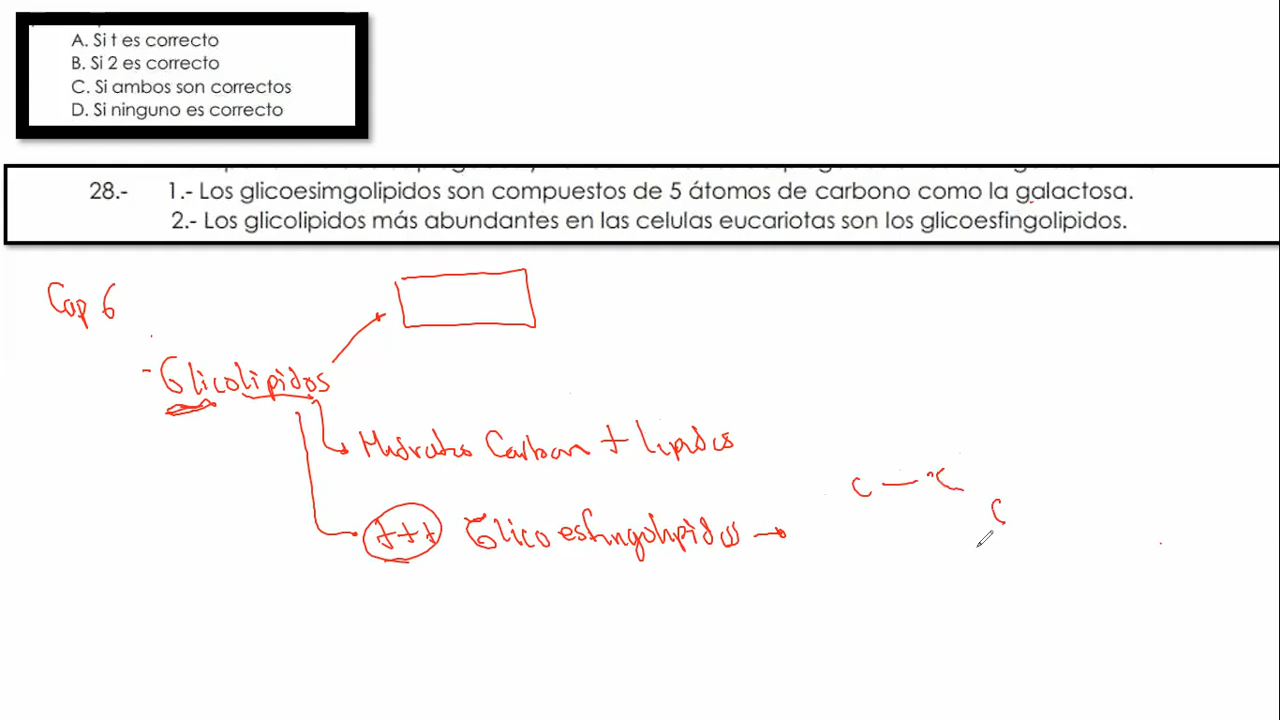 A. Si t es correcto
B. Si 2 es correcto
C. Si ambos son correctos
D. Si ninguno es correcto
28.- 1.- Los glicoesimgolipidos son compuestos de 5 átomos de carbono como la galactosa.
2.- Los glicolipidos más abundantes en las celulas eucariotas son los glicoesfingolipidos.
Cap 6
- Glicolipidos
Hidratos Carbon + lipidos
+++ Glicoesfingolipidos
C — C
C